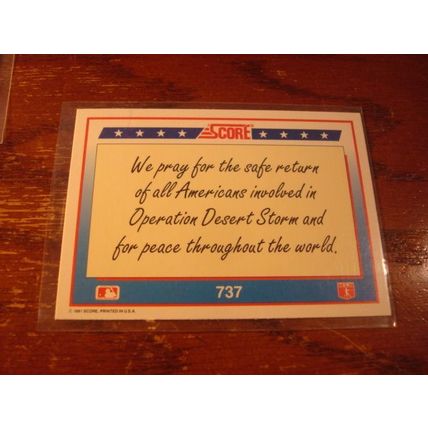 SCORE
We pray for the safe return
of all Americans involved in
Operation Desert Storm and
for peace throughout the world.
737
© 1991 SCORE, PRINTED IN U.S.A.